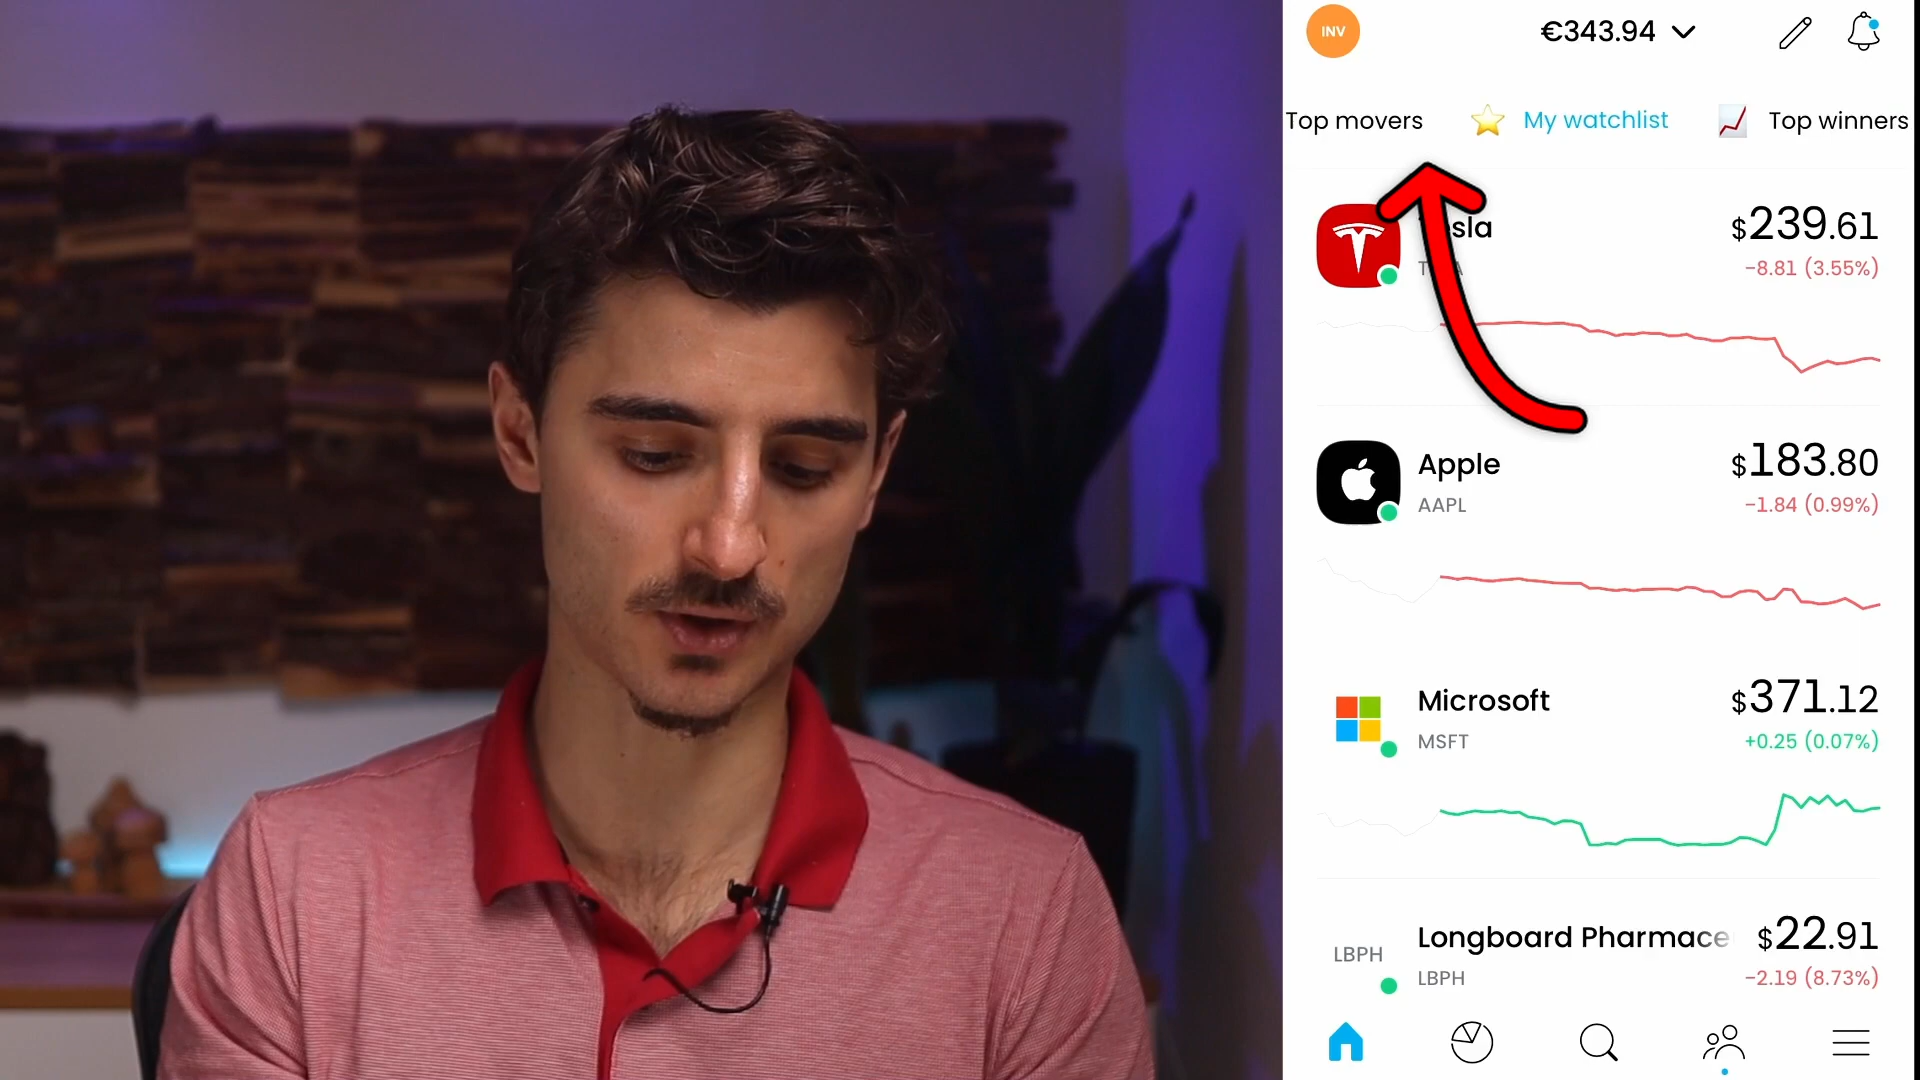 INV
€343.94
Top movers
My watchlist
Top winners
sla
$239.61
-8.81 (3.55%)
Apple
$183.80
AAPL
-1.84 (0.99%)
Microsoft
$371.12
MSFT
+0.25 (0.07%)
LBPH
Longboard Pharmace
$22.91
LBPH
-2.19 (8.73%)